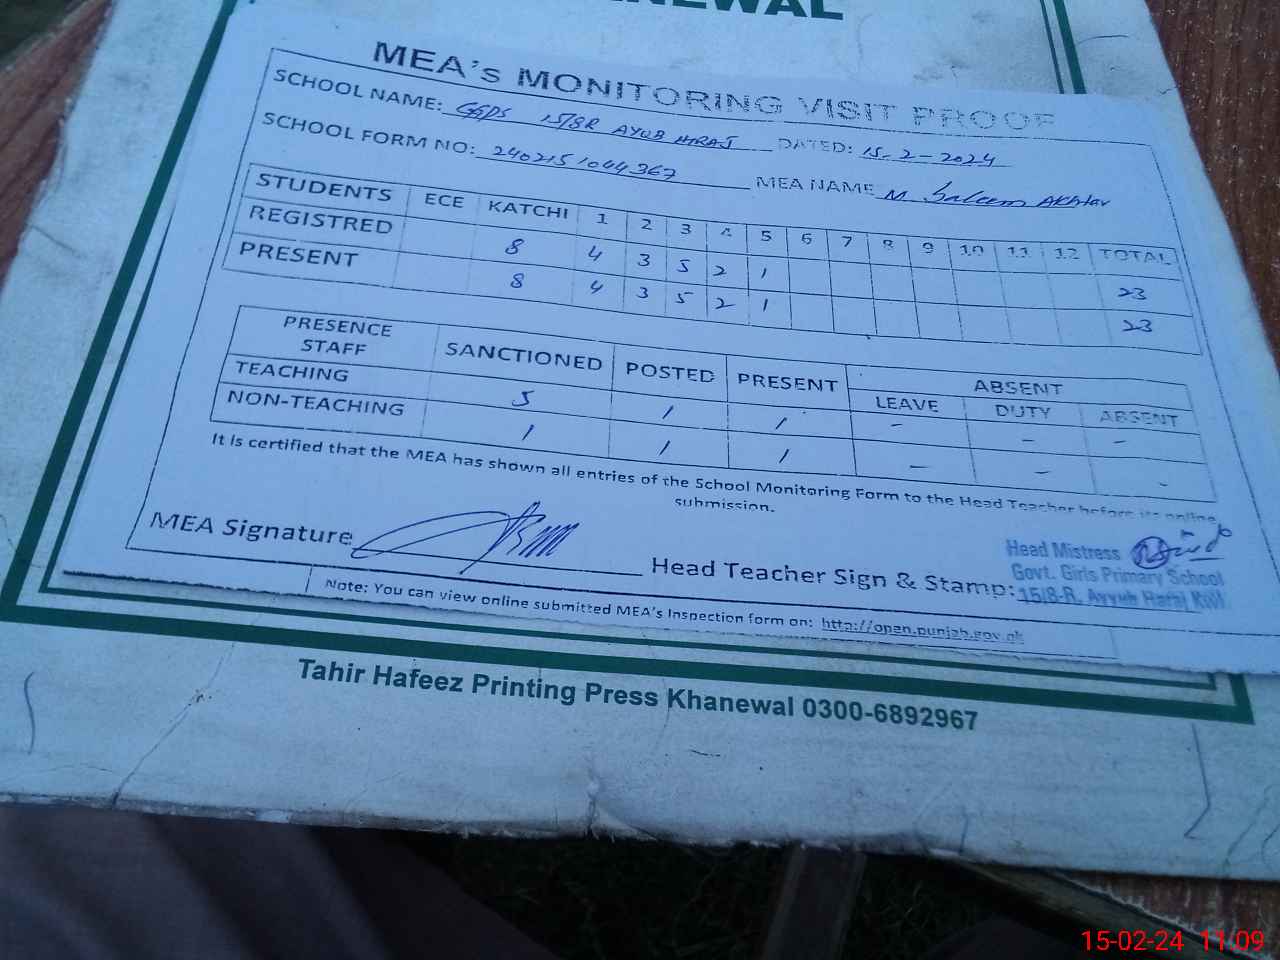 KHANEWAL
MEA's MONITORING VISIT PROOF
SCHOOL NAME: GGPS 15/8R AYUB HRAJ DATED: 15-2-2024
SCHOOL FORM NO: 2402151044367 MEA NAME M. Saleem Akhtar
STUDENTS ECE KATCHI 1 2 3 4 5 6 7 8 9 10 11 12 TOTAL
REGISTRED 8 4 3 5 2 1 23
PRESENT 8 4 3 5 2 1 23
PRESENCE STAFF SANCTIONED POSTED PRESENT ABSENT
LEAVE DUTY ABSENT
TEACHING 5 1 1 - - -
NON-TEACHING 1 1 1 - - -
It is certified that the MEA has shown all entries of the School Monitoring Form to the Head Teacher before its online
submission.
MEA Signature
Head Teacher Sign & Stamp:
Head Mistress
Govt. Girls Primary School
15/8-R, Ayyub Haraj KWL
Note: You can view online submitted MEA's Inspection form on: http://open.punjab.gov.pk
Tahir Hafeez Printing Press Khanewal 0300-6892967
15-02-24 11:09